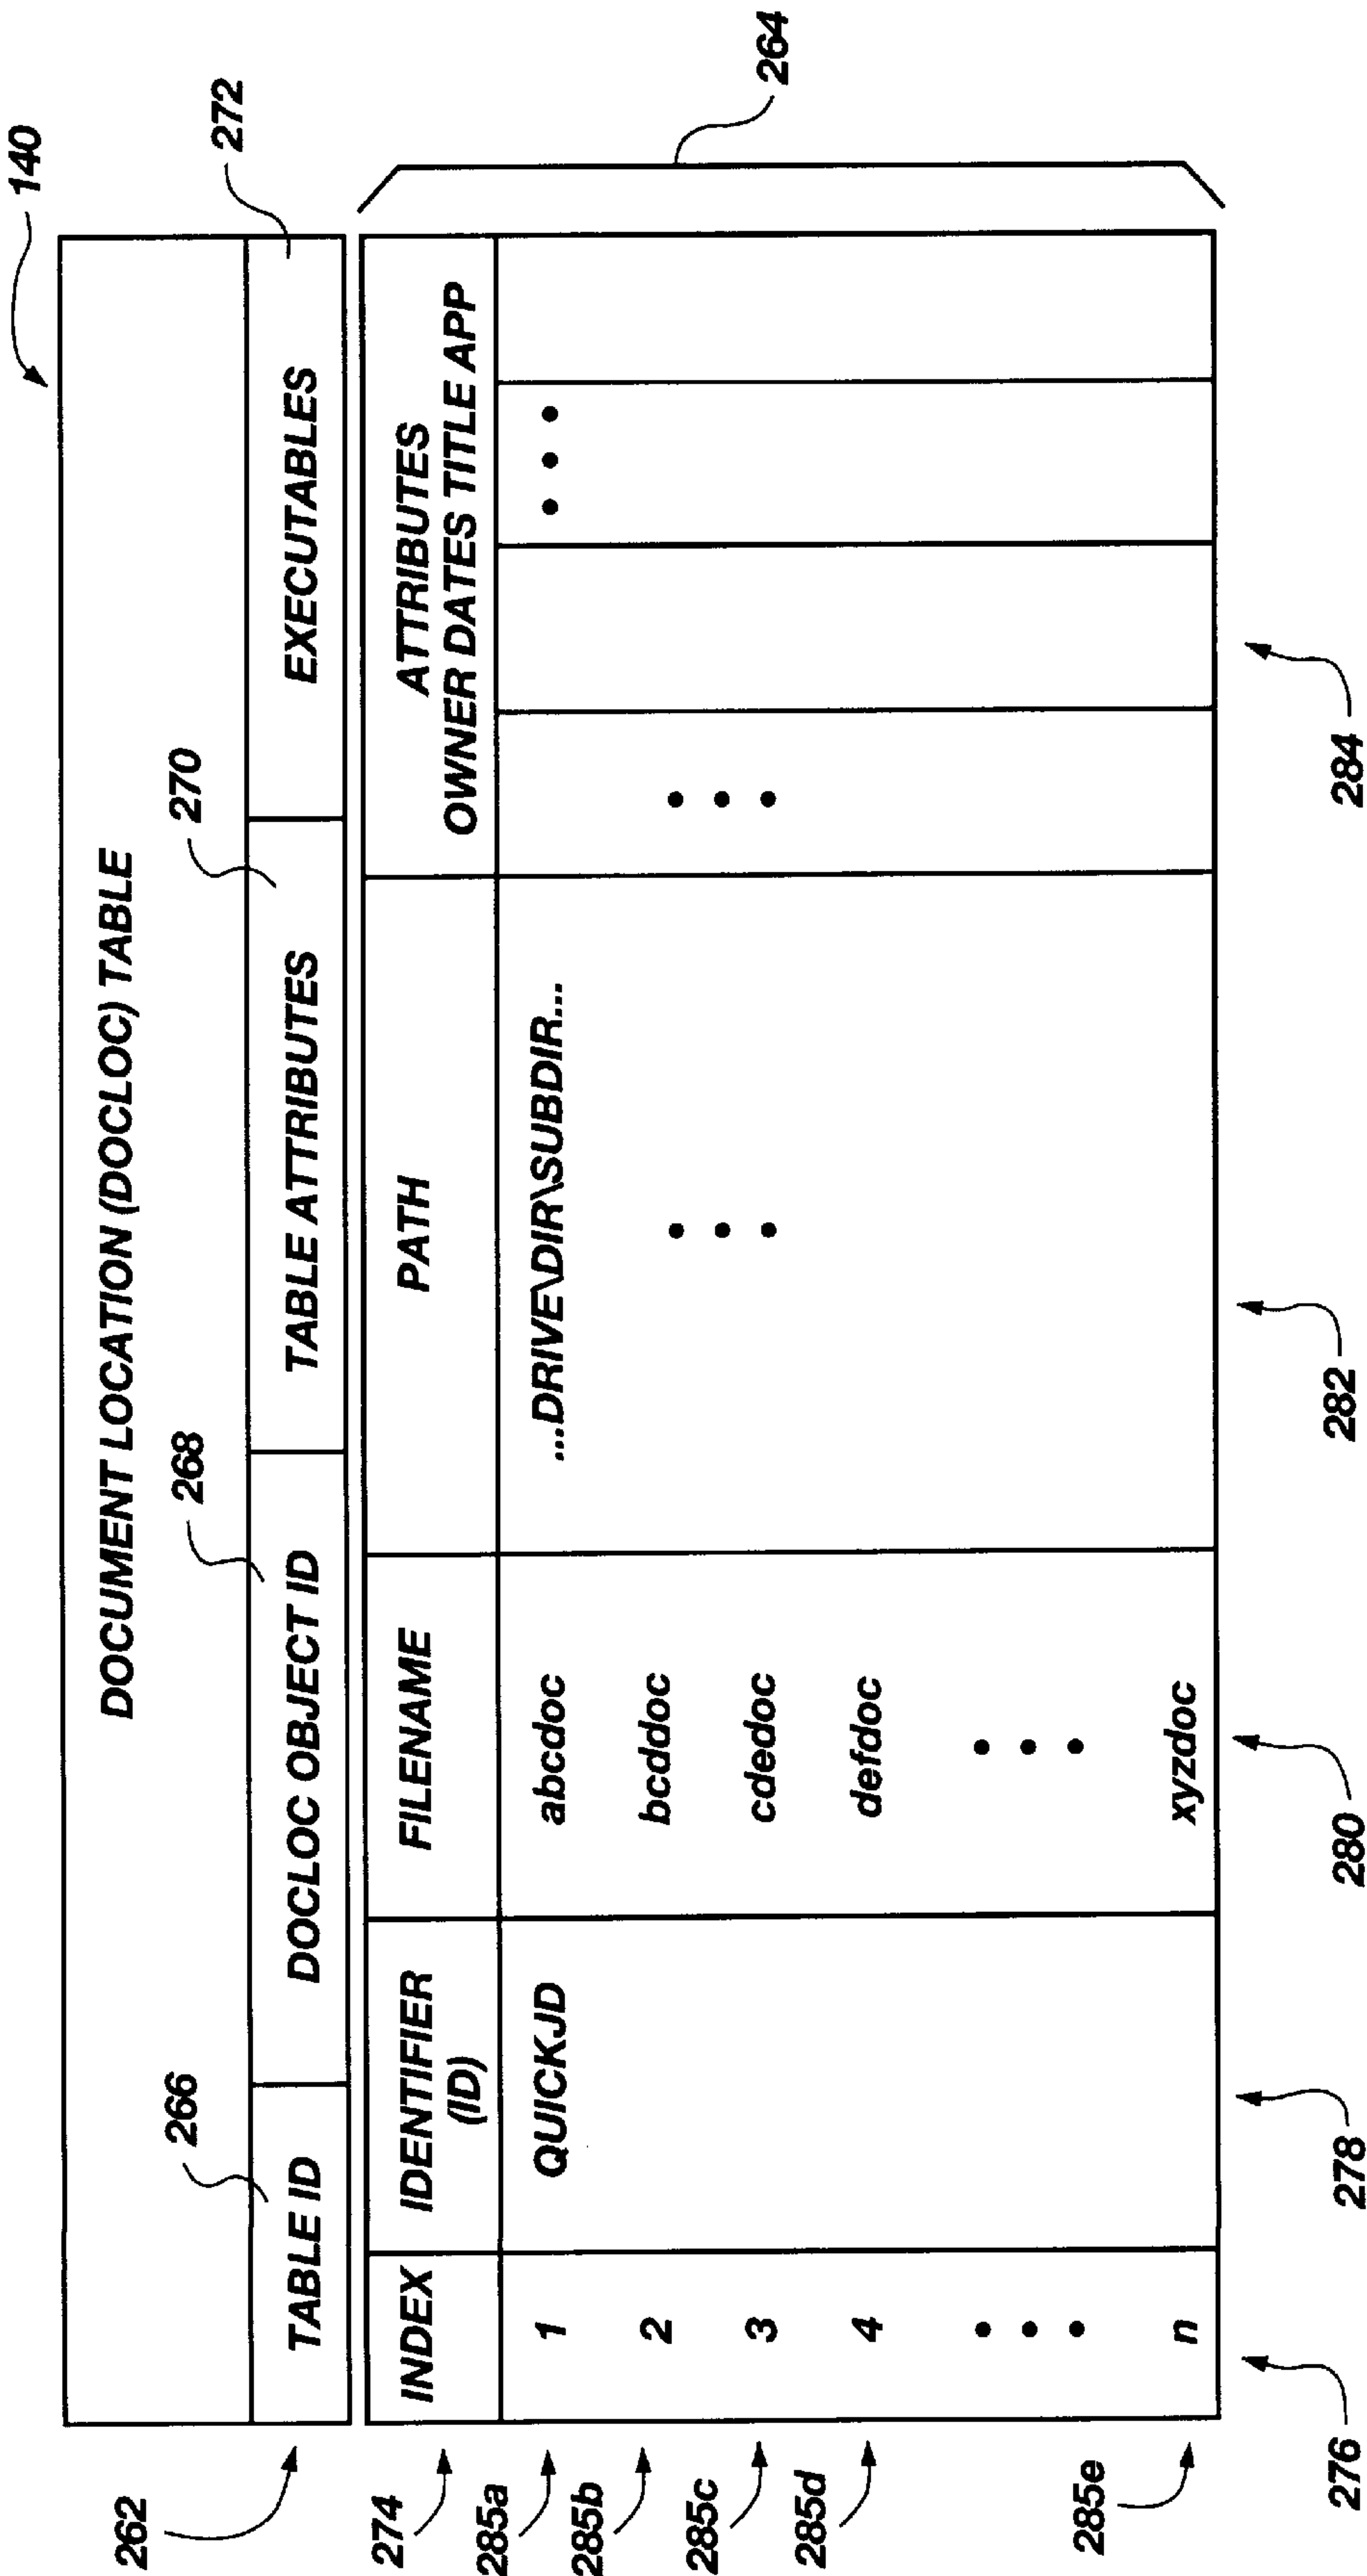 140
DOCUMENT LOCATION (DOCLOC) TABLE
266
268
270
272
262
TABLE ID
DOCLOC OBJECT ID
TABLE ATTRIBUTES
EXECUTABLES
274
INDEX
IDENTIFIER
(ID)
FILENAME
PATH
ATTRIBUTES
OWNER DATES TITLE APP
264
285a
1
QUICKJD
abcdoc
...DRIVE\DIR\SUBDIR...
285b
2
bcddoc
285c
3
cdedoc
285d
4
defdoc
285e
n
xyzdoc
276
278
280
282
284